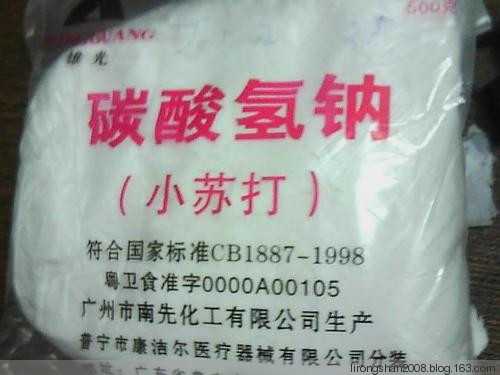 500克
雄光
碳酸氢钠
（小苏打）
符合国家标准CB1887-1998
粤卫食准字0000A00105
广州市南先化工有限公司生产
普宁市康洁尔医疗器械有限公司分装
lirongshan2008.blog.163.com